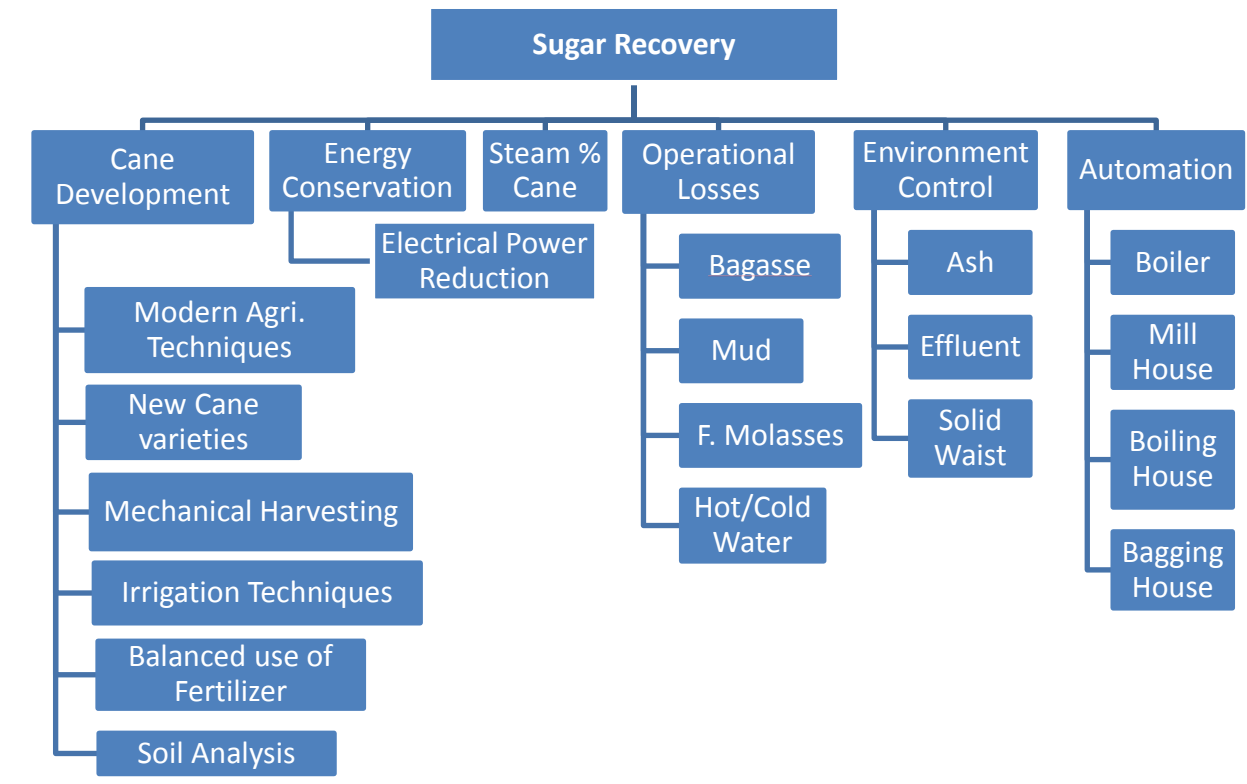 Sugar Recovery
Cane
Development
Energy
Conservation
Steam %
Cane
Operational
Losses
Environment
Control
Automation
Modern Agri.
Techniques
New Cane
varieties
Mechanical Harvesting
Irrigation Techniques
Balanced use of
Fertilizer
Soil Analysis
Electrical Power
Reduction
Bagasse
Mud
F. Molasses
Hot/Cold
Water
Ash
Effluent
Solid
Waist
Boiler
Mill
House
Boiling
House
Bagging
House